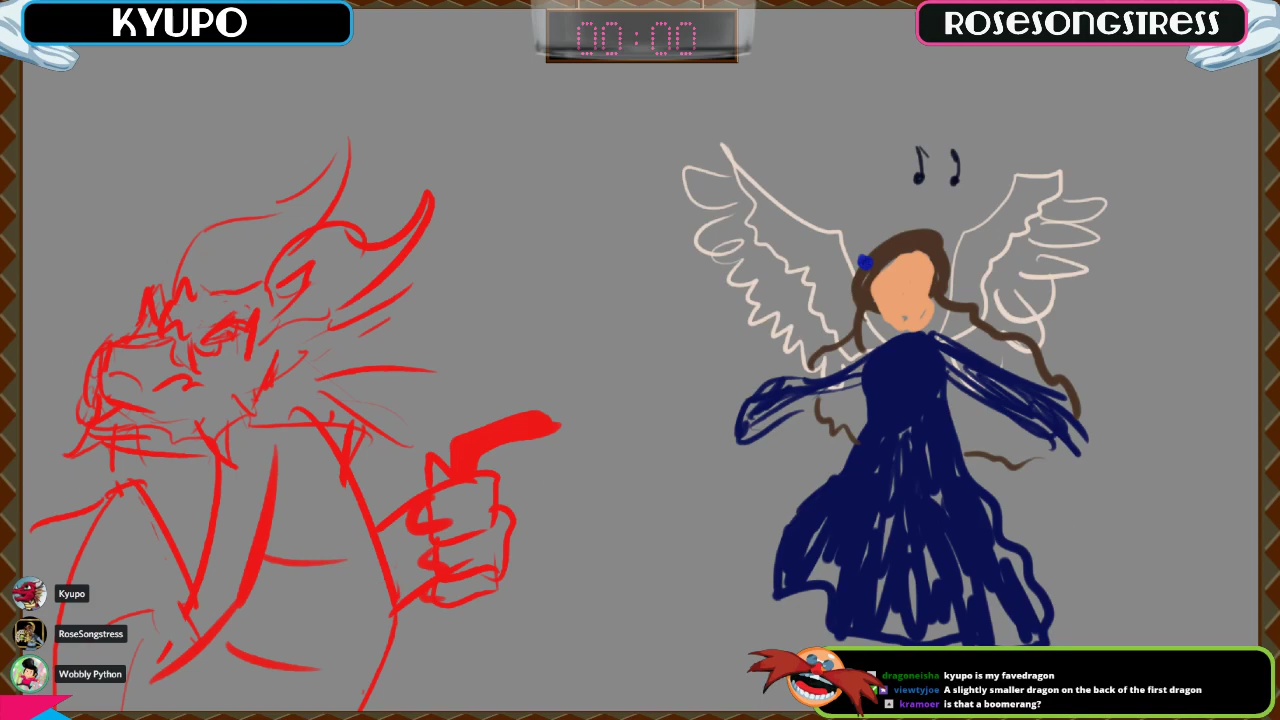 KYUPO
00:00
ROSESONGSTRESS
Kyupo
RoseSongstress
Wobbly Python
dragoneisha kyupo is my favedragon
viewtyjoe A slightly smaller dragon on the back of the first dragon
kramoer is that a boomerang?